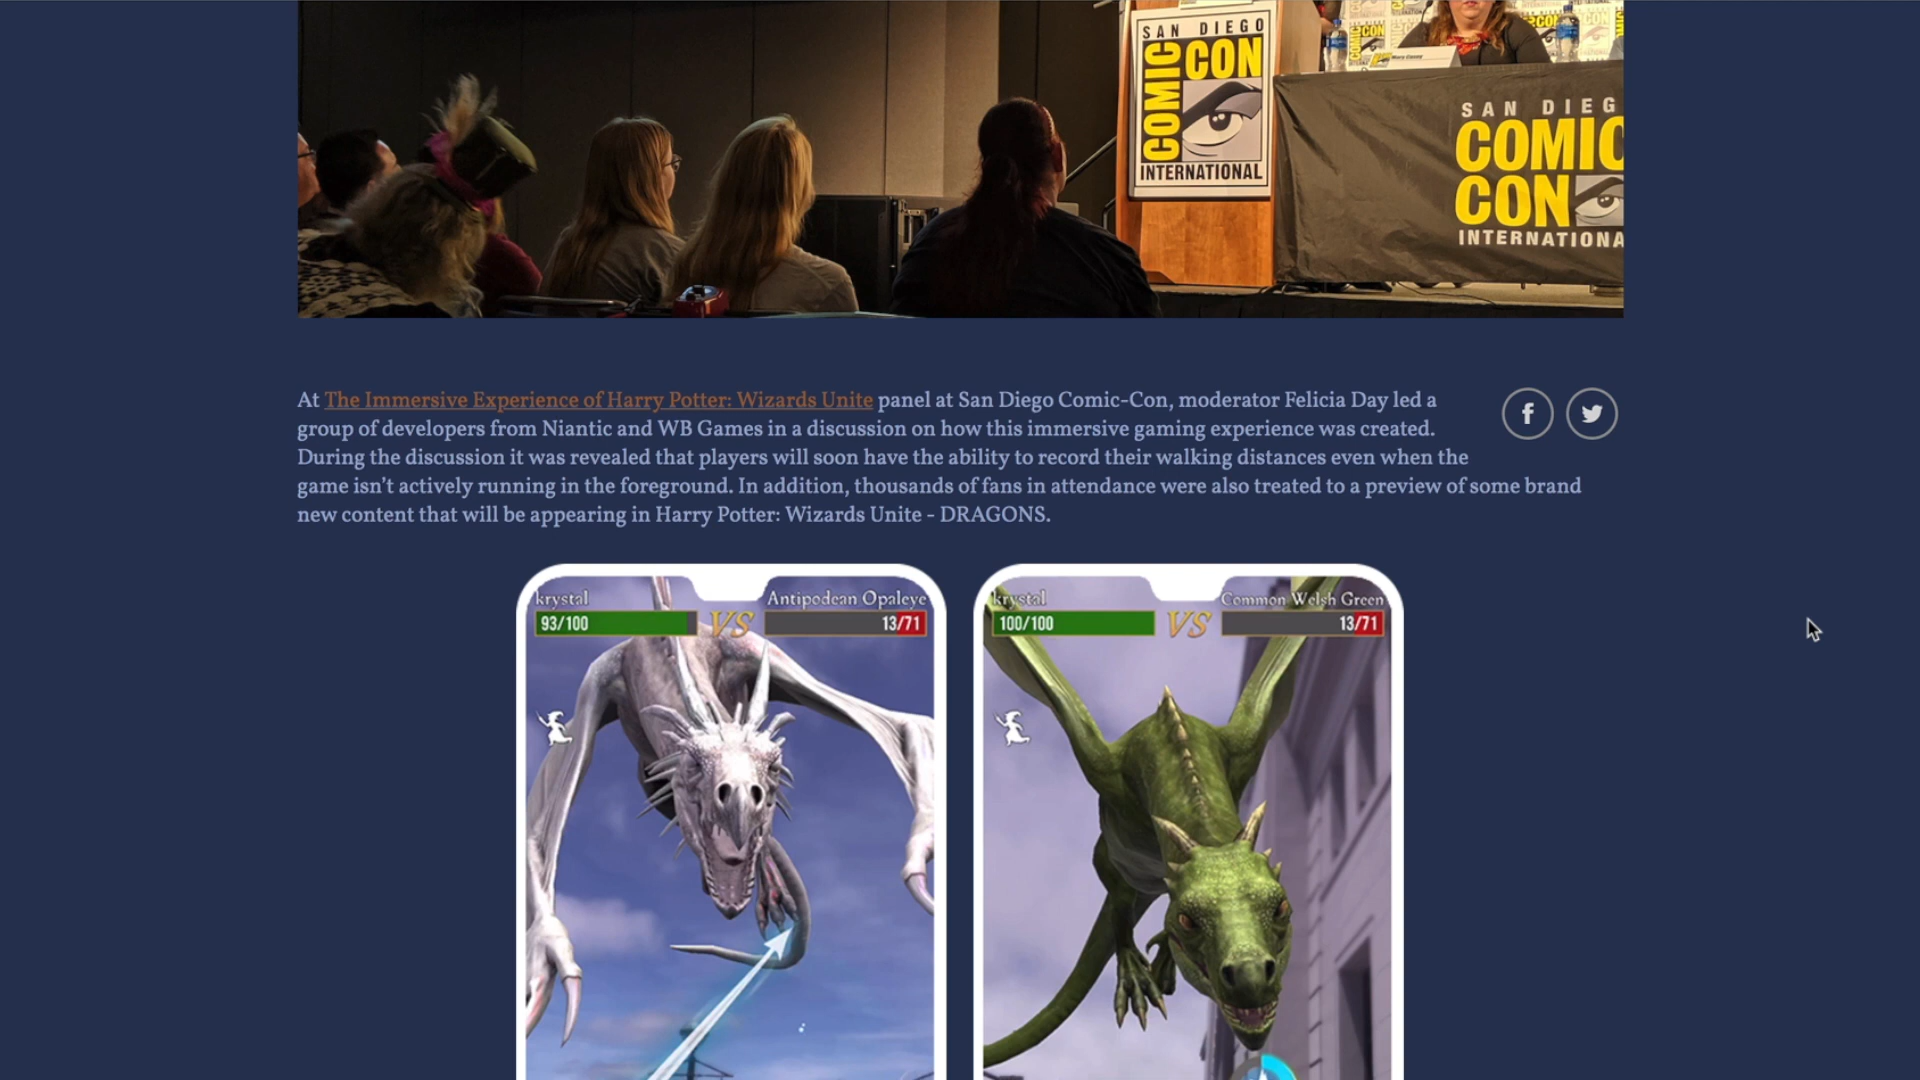 SAN DIEGO
COMIC
CON
INTERNATIONAL
COMIC
CON
SAN DIEG
COMIC
CON
INTERNATIONA
At The Immersive Experience of Harry Potter: Wizards Unite panel at San Diego Comic-Con, moderator Felicia Day led a
group of developers from Niantic and WB Games in a discussion on how this immersive gaming experience was created.
During the discussion it was revealed that players will soon have the ability to record their walking distances even when the
game isn’t actively running in the foreground. In addition, thousands of fans in attendance were also treated to a preview of some brand
new content that will be appearing in Harry Potter: Wizards Unite - DRAGONS.
krystal
Antipodean Opaleye
93/100
VS
13/71
krystal
Common Welsh Green
100/100
VS
13/71